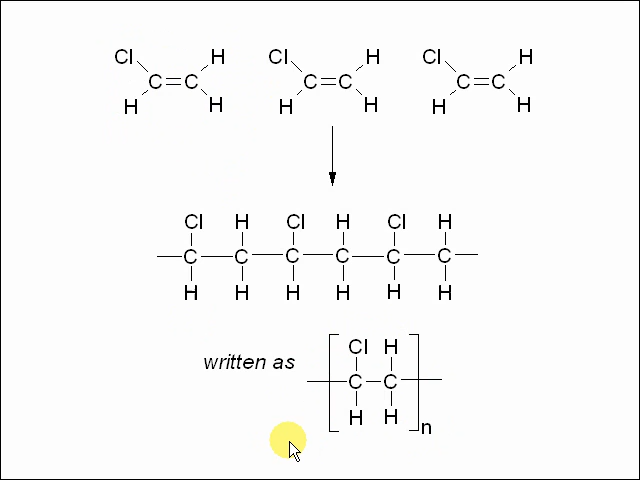 Cl H Cl H Cl H
C=C C=C C=C
H H H H H H
Cl H Cl H Cl H
C C C C C C
H H H H H H
written as
Cl H
C C
H H
n